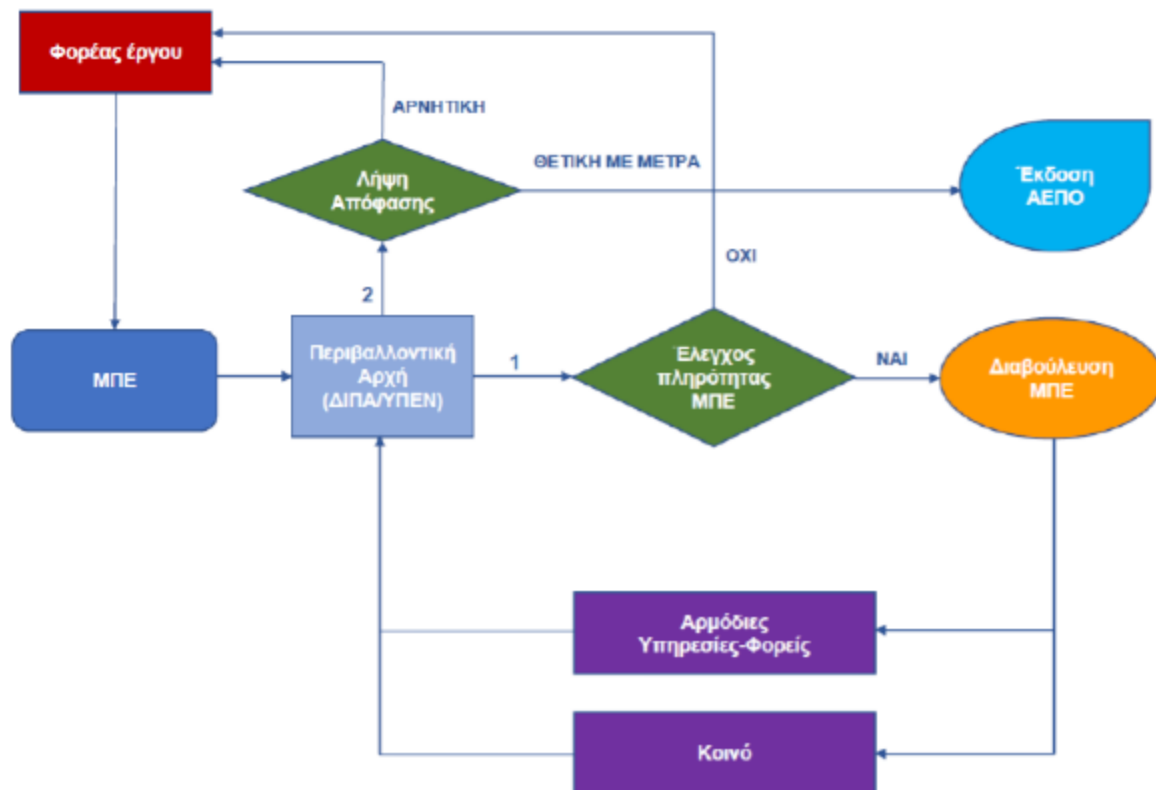 Φορέας έργου
ΑΡΝΗΤΙΚΗ
ΘΕΤΙΚΗ ΜΕ ΜΕΤΡΑ
Λήψη
Απόφασης
Έκδοση
ΑΕΠΟ
ΟΧΙ
2
ΜΠΕ
Περιβαλλοντική
Αρχή
(ΔΙΠΑ/ΥΠΕΝ)
1
Έλεγχος
πληρότητας
ΜΠΕ
ΝΑΙ
Διαβούλευση
ΜΠΕ
Αρμόδιες
Υπηρεσίες-Φορείς
Κοινό